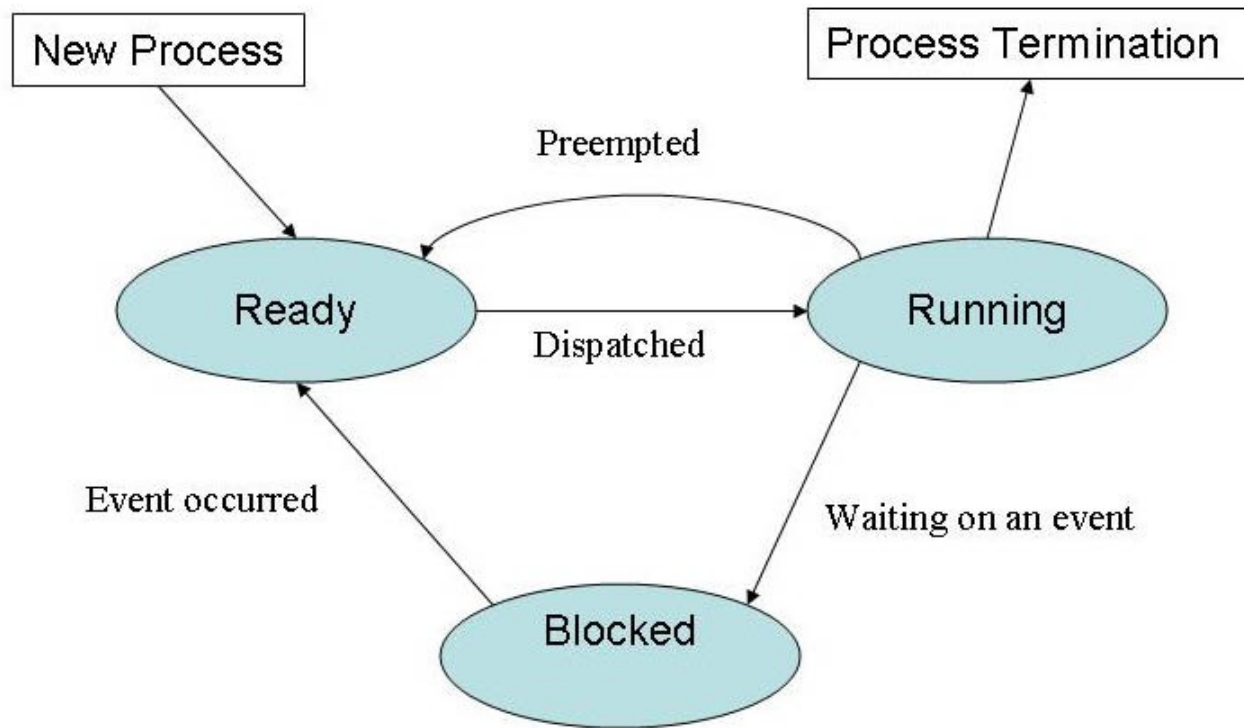 New Process
Process Termination
Preempted
Ready
Running
Dispatched
Event occurred
Waiting on an event
Blocked